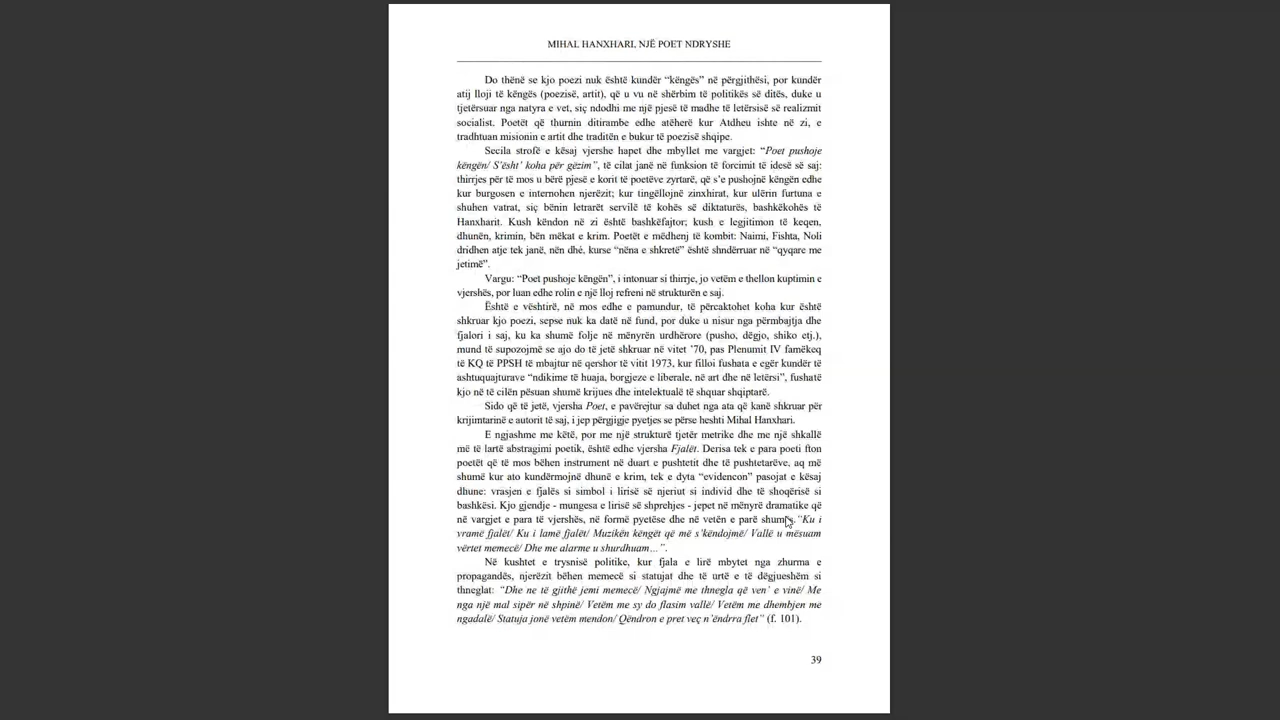 MIHAL HANXHARI, NJË POET NDRYSHE
Do thënë se kjo poezi nuk është kundër “këngës” në përgjithësi, por kundër
atij lloji të këngës (poezisë, artit), që u vu në shërbim të politikës së ditës, duke u
tjetërsuar nga natyra e vet, siç ndodhi me një pjesë të madhe të letërsisë së realizmit
socialist. Poetët që thurnin ditirambe edhe atëherë kur Atdheu ishte në zi, e
tradhtuan misionin e artit dhe traditën e bukur të poezisë shqipe.
Secila strofë e kësaj vjershe hapet dhe mbyllet me vargjet: “Poet pushoje
këngën/ S’ësht’ koha për gëzim”, të cilat janë në funksion të forcimit të idesë së saj:
thirrjes për të mos u bërë pjesë e korit të poetëve zyrtarë, që s’e pushojnë këngën edhe
kur burgosen e internohen njerëzit; kur tingëllojnë zinxhirat, kur ulërin furtuna e
shuhen vatrat, siç bënin letrarët servilë të kohës së diktaturës, bashkëkohës të
Hanxharit. Kush këndon në zi është bashkëfajtor; kush e legjitimon të keqen,
dhunën, krimin, bën mëkat e krim. Poetët e mëdhenj të kombit: Naimi, Fishta, Noli
dridhen atje tek janë, nën dhé, kurse “nëna e shkretë” është shndërruar në “qyqare me
jetimë”.
Vargu: “Poet pushoje këngën”, i intonuar si thirrje, jo vetëm e thellon kuptimin e
vjershës, por luan edhe rolin e një lloj refreni në strukturën e saj.
Është e vështirë, në mos edhe e pamundur, të përcaktohet koha kur është
shkruar kjo poezi, sepse nuk ka datë në fund, por duke u nisur nga përmbajtja dhe
fjalori i saj, ku ka shumë folje në mënyrën urdhërore (pusho, dëgjo, shiko etj.),
mund të supozojmë se ajo do të jetë shkruar në vitet ’70, pas Plenumit IV famëkeq
të KQ të PPSH të mbajtur në qershor të vitit 1973, kur filloi fushata e egër kundër të
ashtuquajturave “ndikime të huaja, borgjeze e liberale, në art dhe në letërsi”, fushatë
kjo në të cilën pësuan shumë krijues dhe intelektualë të shquar shqiptarë.
Sido që të jetë, vjersha Poet, e pavërejtur sa duhet nga ata që kanë shkruar për
krijimtarinë e autorit të saj, i jep përgjigje pyetjes se përse heshti Mihal Hanxhari.
E ngjashme me këtë, por me një strukturë tjetër metrike dhe me një shkallë
më të lartë abstragimi poetik, është edhe vjersha Fjalët. Derisa tek e para poeti fton
poetët që të mos bëhen instrument në duart e pushtetit dhe të pushtetarëve, aq më
shumë kur ato kundërmojnë dhunë e krim, tek e dyta “evidencon” pasojat e kësaj
dhune: vrasjen e fjalës si simbol i lirisë së njeriut si individ dhe të shoqërisë si
bashkësi. Kjo gjendje - mungesa e lirisë së shprehjes - jepet në mënyrë dramatike që
në vargjet e para të vjershës, në formë pyetëse dhe në vetën e parë shumës: “Ku i
vramë fjalët/ Ku i lamë fjalët/ Muzikën këngët që më s’këndojmë/ Vallë u mësuam
vërtet memecë/ Dhe me alarme u shurdhuam…”.
Në kushtet e trysnisë politike, kur fjala e lirë mbytet nga zhurma e
propagandës, njerëzit bëhen memecë si statujat dhe të urtë e të dëgjueshëm si
thneglat: “Dhe ne të gjithë jemi memecë/ Ngjajmë me thnegla që ven’ e vinë/ Me
nga një mal sipër në shpinë/ Vetëm me sy do flasim vallë/ Vetëm me dhembjen me
ngadalë/ Statuja jonë vetëm mendon/ Qëndron e pret veç n’ëndrra flet” (f. 101).
39